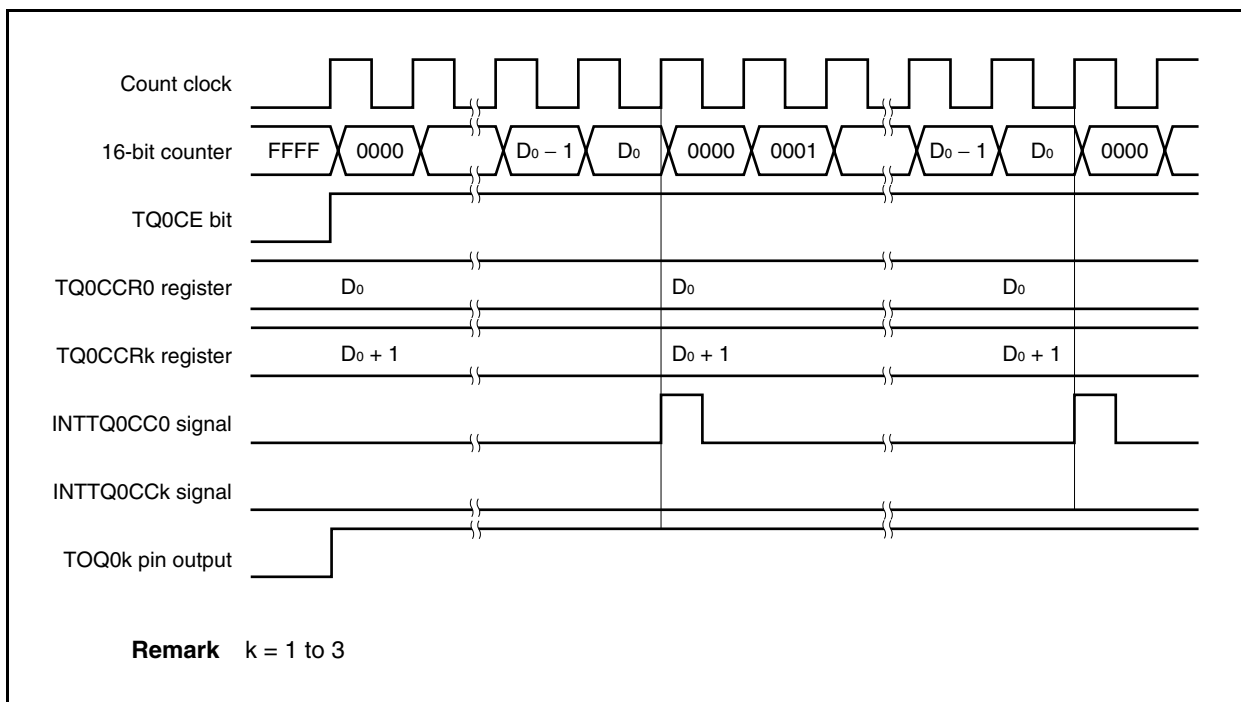 Count clock
16-bit counter FFFF 0000 D₀ − 1 D₀ 0000 0001 D₀ − 1 D₀ 0000
TQ0CE bit
TQ0CCR0 register D₀ D₀ D₀
TQ0CCRk register D₀ + 1 D₀ + 1 D₀ + 1
INTTQ0CC0 signal
INTTQ0CCk signal
TOQ0k pin output
Remark k = 1 to 3